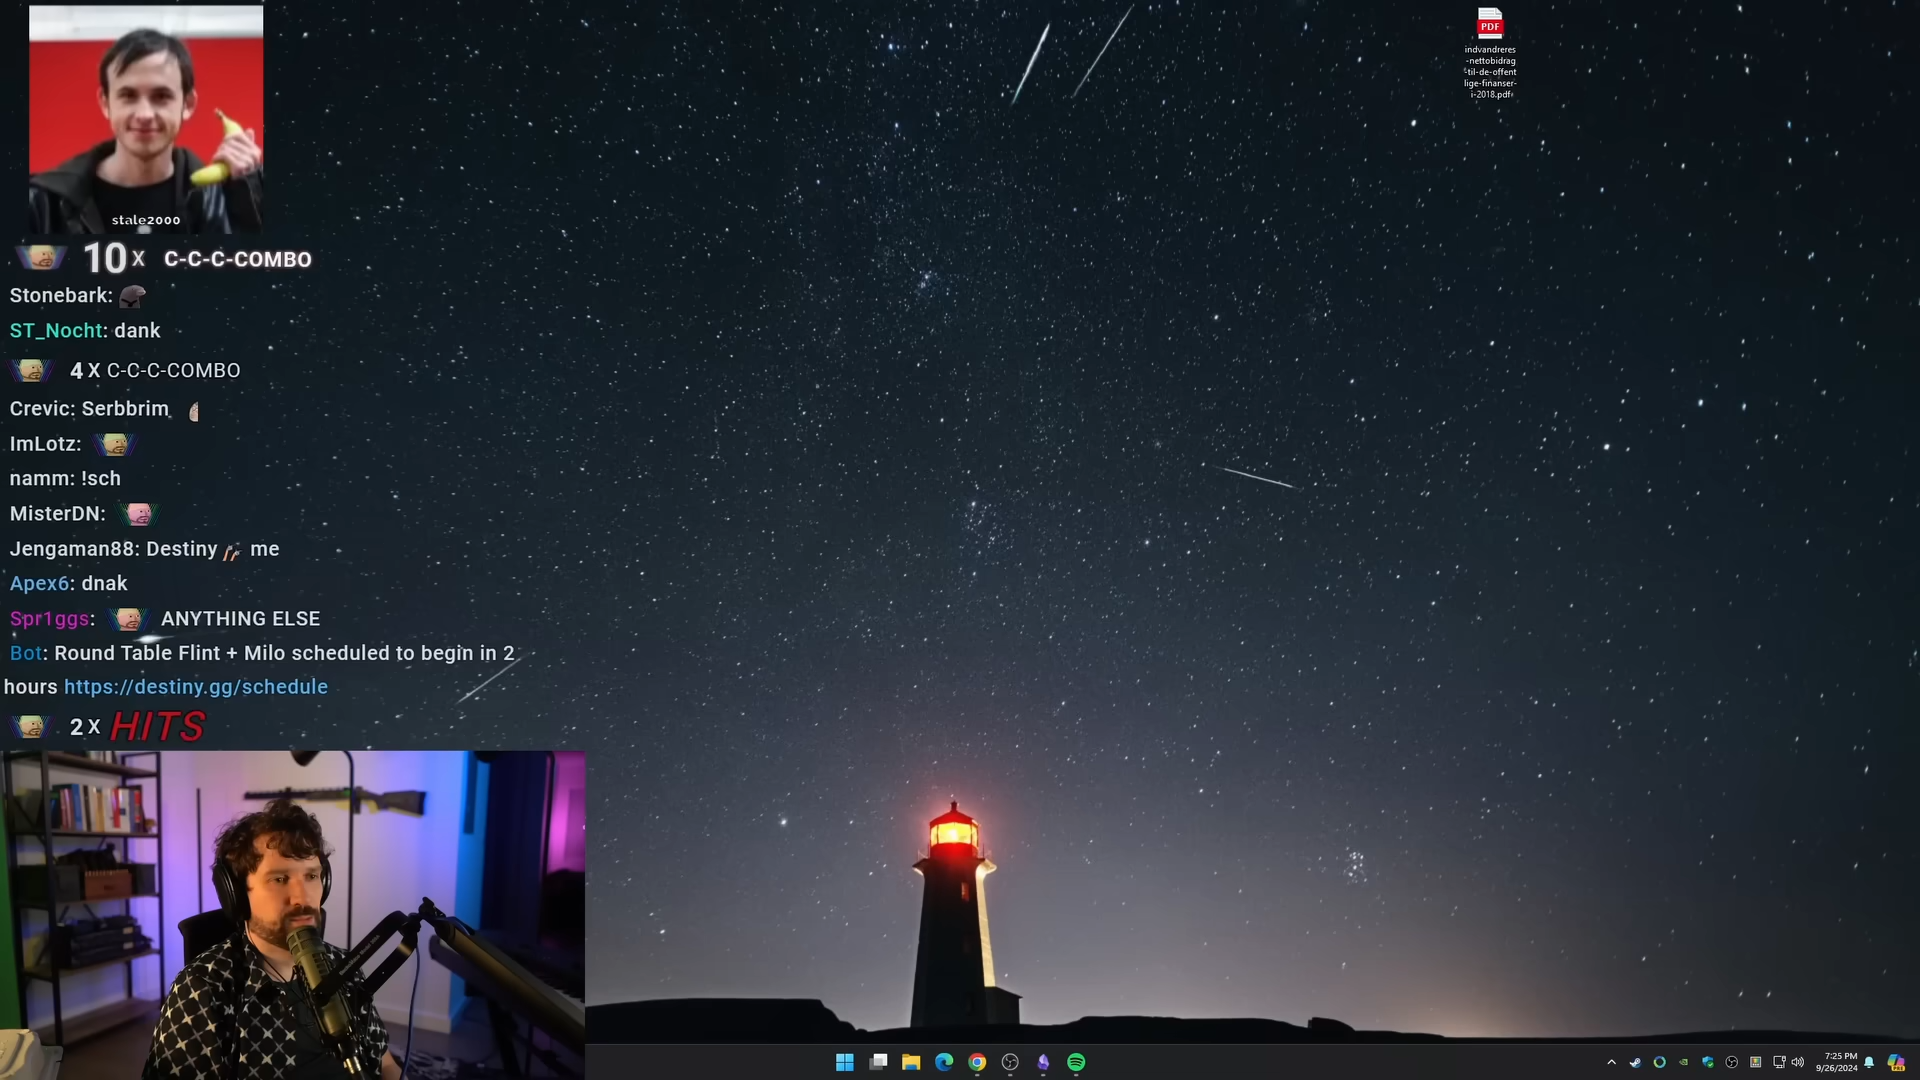 stale2000
10 X C-C-C-COMBO
Stonebark:
ST_Nocht: dank
4 X C-C-C-COMBO
Crevic: Serbbrim
ImLotz:
namm: !sch
MisterDN:
Jengaman88: Destiny me
Apex6: dnak
Spr1ggs: ANYTHING ELSE
Bot: Round Table Flint + Milo scheduled to begin in 2
hours https://destiny.gg/schedule
2 X HITS
PDF
indvandreres
-nettobidrag
-til-de-offent
lige-finanser-
i-2018.pdf
7:25 PM
9/26/2024